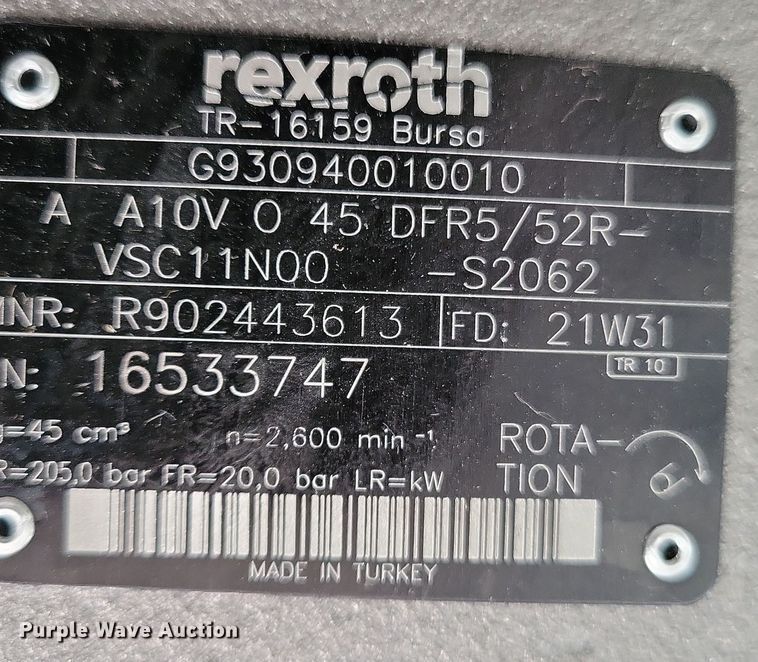 rexroth
TR-16159 Bursa
G930940010010
A A10V O 45 DFR5/52R-
VSC11N00 -S2062
MNR: R902443613 FD: 21W31
N: 16533747 TR 10
=45 cm³ n=2,600 min⁻¹ ROTA-
R=205,0 bar FR=20,0 bar LR=kW TION
MADE IN TURKEY
Purple Wave Auction